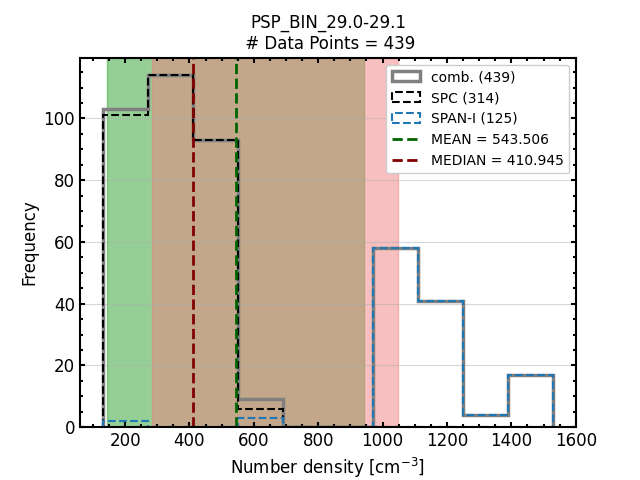 PSP_BIN_29.0-29.1
# Data Points = 439
comb. (439)
SPC (314)
SPAN-I (125)
MEAN = 543.506
MEDIAN = 410.945
Frequency
100
80
60
40
20
0
200 400 600 800 1000 1200 1400 1600
Number density [cm⁻³]